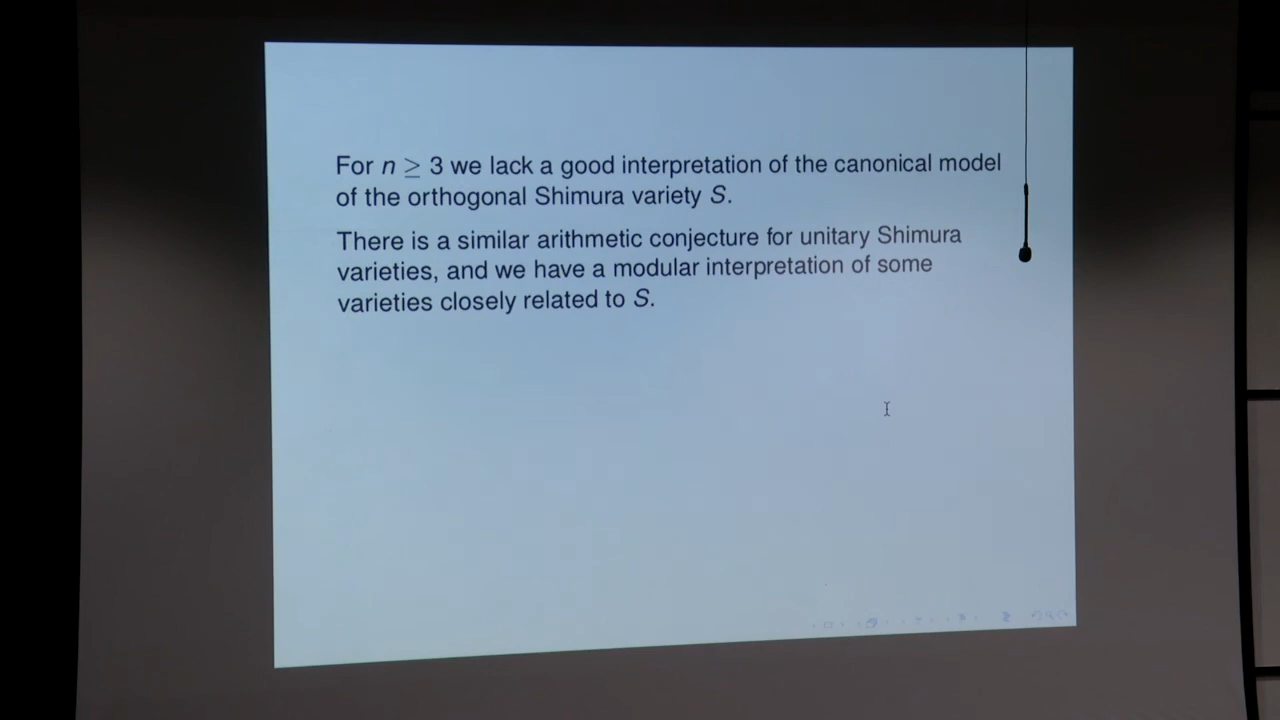 For n ≥ 3 we lack a good interpretation of the canonical model
of the orthogonal Shimura variety S.
There is a similar arithmetic conjecture for unitary Shimura
varieties, and we have a modular interpretation of some
varieties closely related to S.